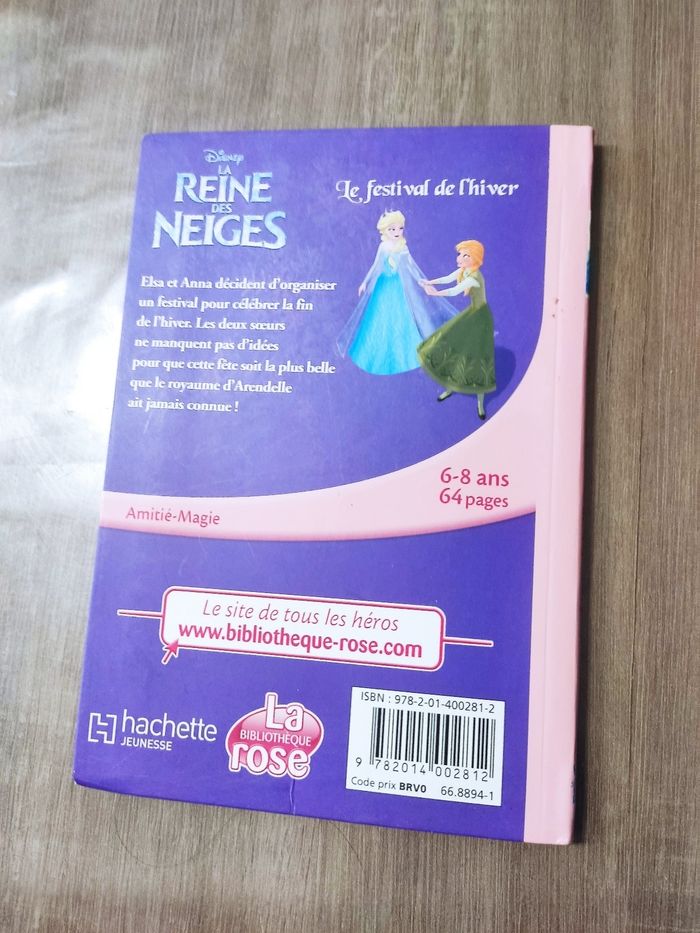 Disney
LA
REINE
DES
NEIGES
Le festival de l'hiver
Elsa et Anna décident d'organiser
un festival pour célébrer la fin
de l'hiver. Les deux sœurs
ne manquent pas d'idées
pour que cette fête soit la plus belle
que le royaume d'Arendelle
ait jamais connue !
6-8 ans
64 pages
Amitié-Magie
Le site de tous les héros
www.bibliotheque-rose.com
hachette
JEUNESSE
La
BIBLIOTHÈQUE
rose
ISBN : 978-2-01-400281-2
9 782014 002812
Code prix BRV0 66.8894-1